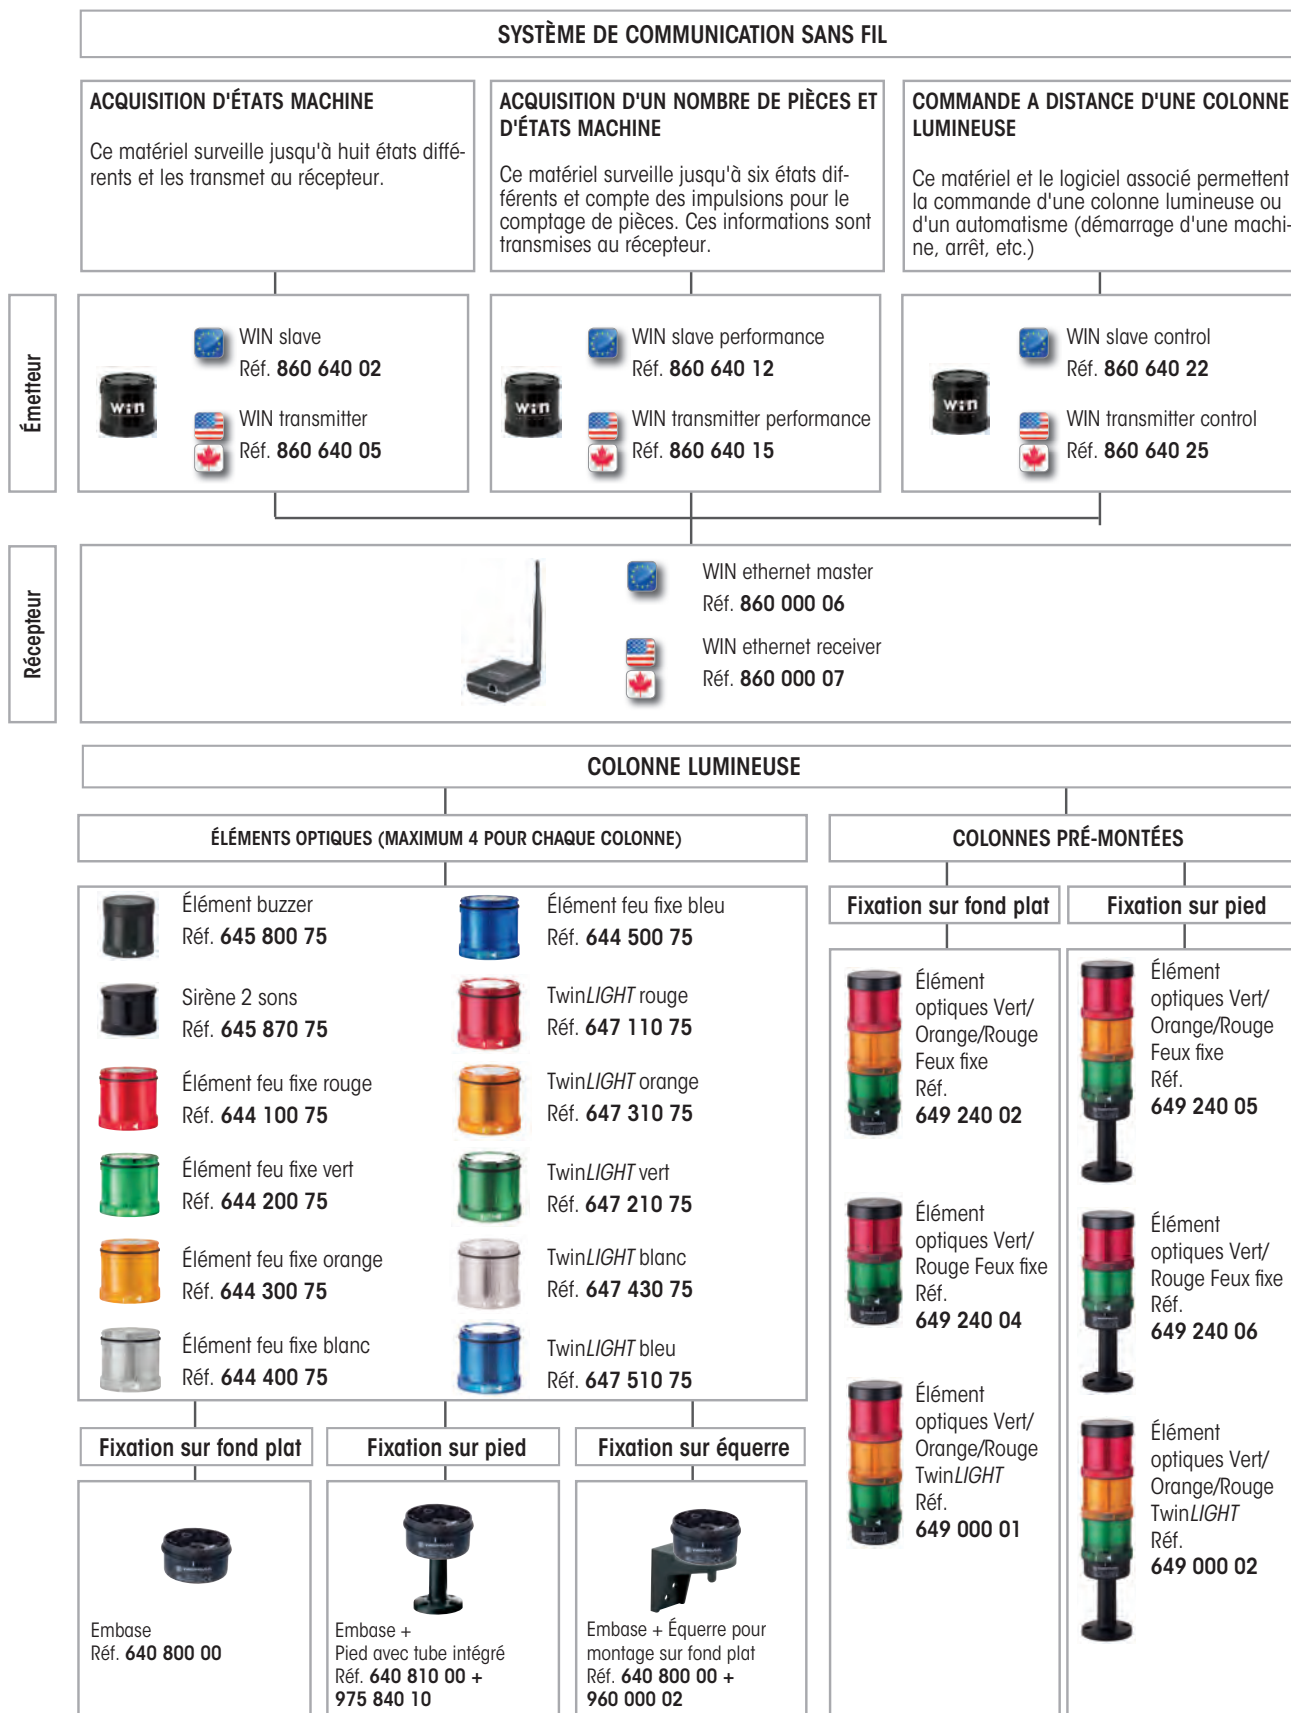 SYSTÈME DE COMMUNICATION SANS FIL
ACQUISITION D'ÉTATS MACHINE
Ce matériel surveille jusqu'à huit états diffé-
rents et les transmet au récepteur.
ACQUISITION D'UN NOMBRE DE PIÈCES ET
D'ÉTATS MACHINE
Ce matériel surveille jusqu'à six états dif-
férents et compte des impulsions pour le
comptage de pièces. Ces informations sont
transmises au récepteur.
COMMANDE A DISTANCE D'UNE COLONNE
LUMINEUSE
Ce matériel et le logiciel associé permettent
la commande d'une colonne lumineuse ou
d'un automatisme (démarrage d'une machi-
ne, arrêt, etc.)
Émetteur
win
WIN slave
Réf. 860 640 02
WIN transmitter
Réf. 860 640 05
win
WIN slave performance
Réf. 860 640 12
WIN transmitter performance
Réf. 860 640 15
win
WIN slave control
Réf. 860 640 22
WIN transmitter control
Réf. 860 640 25
Récepteur
WIN ethernet master
Réf. 860 000 06
WIN ethernet receiver
Réf. 860 000 07
COLONNE LUMINEUSE
ÉLÉMENTS OPTIQUES (MAXIMUM 4 POUR CHAQUE COLONNE)
Élément buzzer
Réf. 645 800 75
Sirène 2 sons
Réf. 645 870 75
Élément feu fixe rouge
Réf. 644 100 75
Élément feu fixe vert
Réf. 644 200 75
Élément feu fixe orange
Réf. 644 300 75
Élément feu fixe blanc
Réf. 644 400 75
Élément feu fixe bleu
Réf. 644 500 75
TwinLIGHT rouge
Réf. 647 110 75
TwinLIGHT orange
Réf. 647 310 75
TwinLIGHT vert
Réf. 647 210 75
TwinLIGHT blanc
Réf. 647 430 75
TwinLIGHT bleu
Réf. 647 510 75
Fixation sur fond plat
Embase
Réf. 640 800 00
Fixation sur pied
Embase +
Pied avec tube intégré
Réf. 640 810 00 +
975 840 10
Fixation sur équerre
Embase + Équerre pour
montage sur fond plat
Réf. 640 800 00 +
960 000 02
COLONNES PRÉ-MONTÉES
Fixation sur fond plat
Élément
optiques Vert/
Orange/Rouge
Feux fixe
Réf.
649 240 02
Élément
optiques Vert/
Rouge Feux fixe
Réf.
649 240 04
Élément
optiques Vert/
Orange/Rouge
TwinLIGHT
Réf.
649 000 01
Fixation sur pied
Élément
optiques Vert/
Orange/Rouge
Feux fixe
Réf.
649 240 05
Élément
optiques Vert/
Rouge Feux fixe
Réf.
649 240 06
Élément
optiques Vert/
Orange/Rouge
TwinLIGHT
Réf.
649 000 02